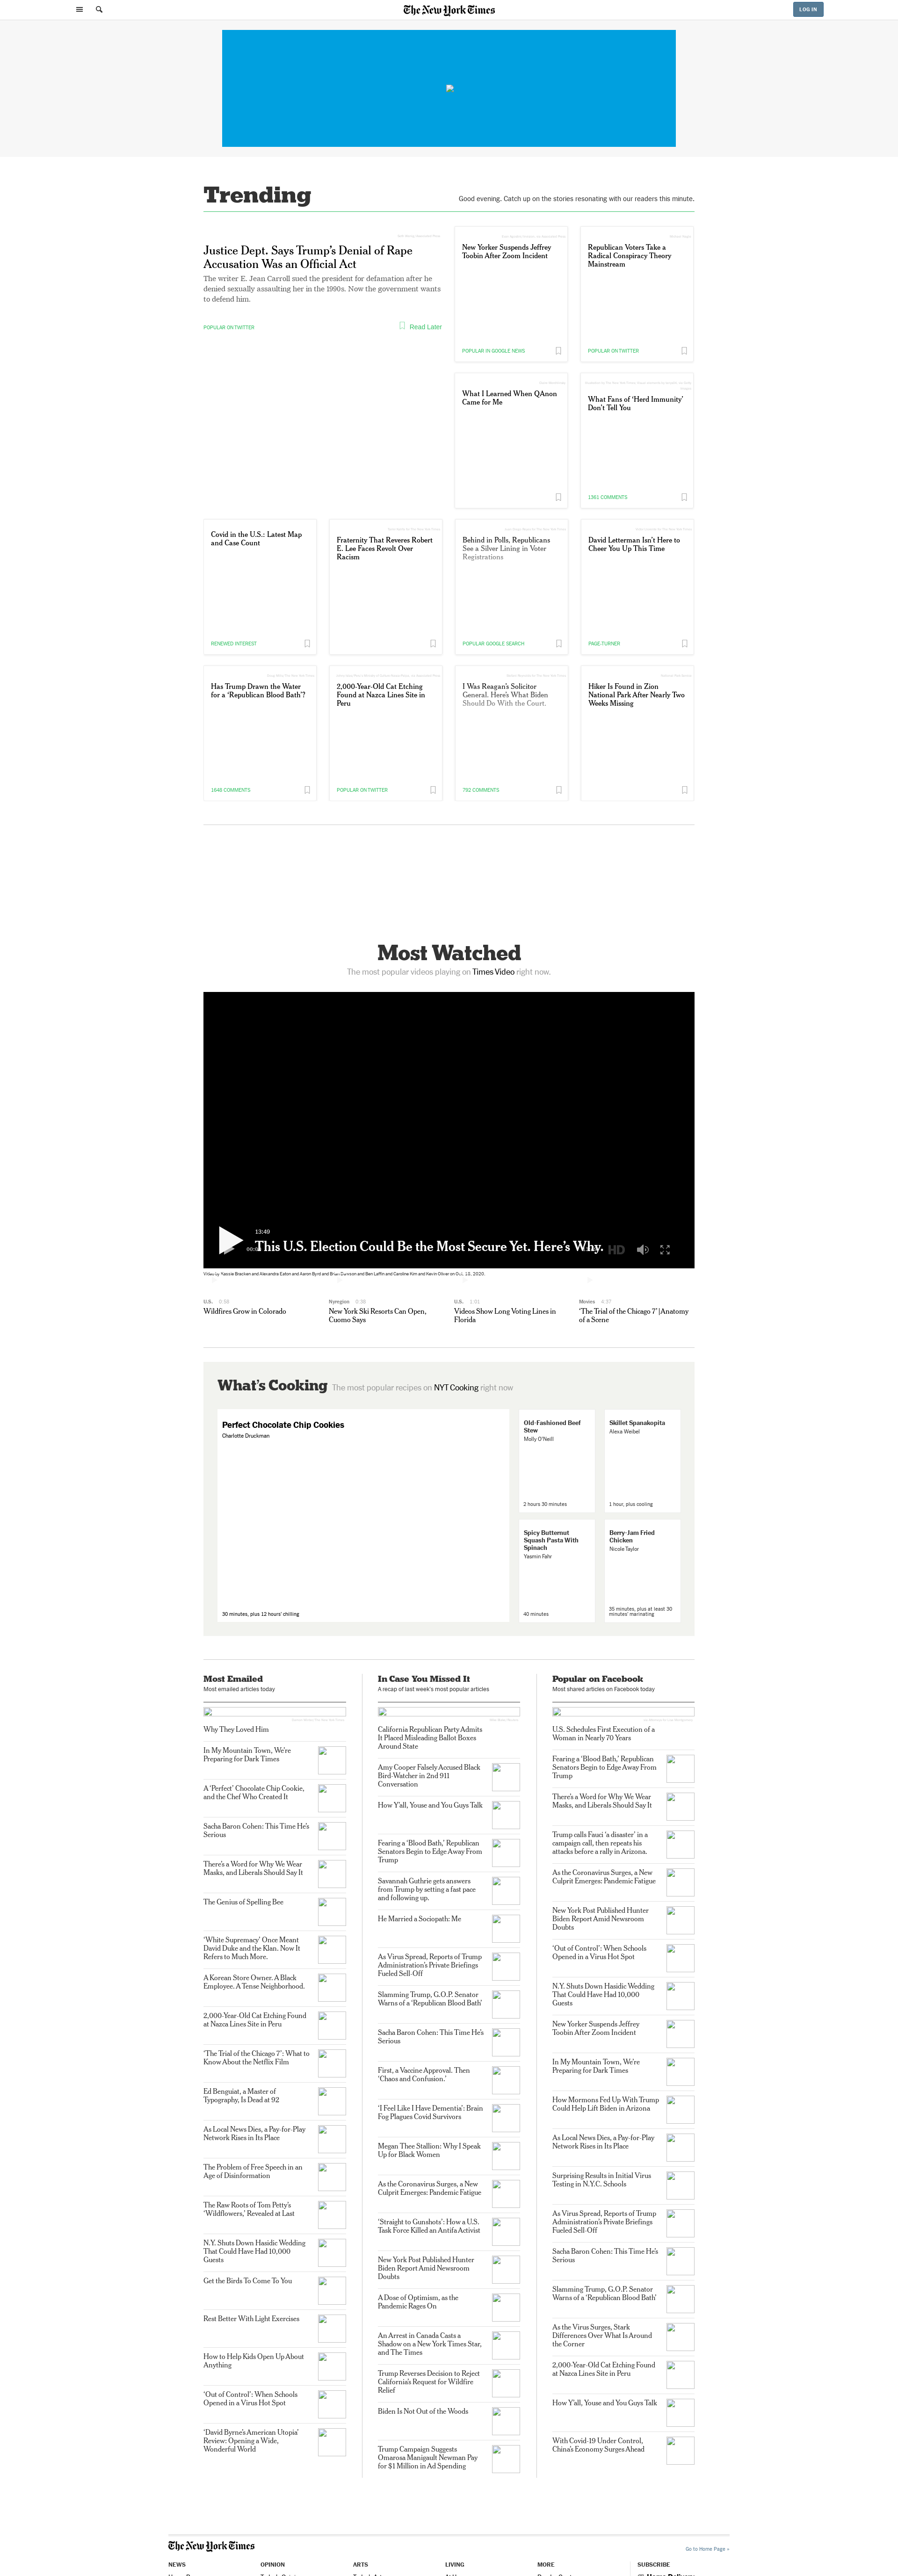 The New York Times
LOG IN
Trending
Good evening. Catch up on the stories resonating with our readers this minute.
Justice Dept. Says Trump's Denial of Rape
Accusation Was an Official Act
The writer E. Jean Carroll sued the president for defamation after he
denied sexually assaulting her in the 1990s. Now the government wants
to defend him.
POPULAR ON TWITTER
Read Later
New Yorker Suspends Jeffrey
Toobin After Zoom Incident
POPULAR IN GOOGLE NEWS
Republican Voters Take a
Radical Conspiracy Theory
Mainstream
POPULAR ON TWITTER
What I Learned When QAnon
Came for Me
What Fans of ‘Herd Immunity’
Don’t Tell You
1361 COMMENTS
Covid in the U.S.: Latest Map
and Case Count
RENEWED INTEREST
Fraternity That Reveres Robert
E. Lee Faces Revolt Over
Racism
Behind in Polls, Republicans
See a Silver Lining in Voter
Registrations
POPULAR GOOGLE SEARCH
David Letterman Isn’t Here to
Cheer You Up This Time
PAGE-TURNER
Has Trump Drawn the Water
for a ‘Republican Blood Bath’?
1648 COMMENTS
2,000-Year-Old Cat Etching
Found at Nazca Lines Site in
Peru
POPULAR ON TWITTER
I Was Reagan’s Solicitor
General. Here’s What Biden
Should Do With the Court.
792 COMMENTS
Hiker Is Found in Zion
National Park After Nearly Two
Weeks Missing
Most Watched
The most popular videos playing on Times Video right now.
13:40
This U.S. Election Could Be the Most Secure Yet. Here’s Why.
HD
Video by Kassie Bracken and Alexandra Eaton and Aaron Byrd and Brian Dawson and Ben Laffin and Caroline Kim and Kevin Oliver on Oct. 18, 2020.
U.S. 0:58
Wildfires Grow in Colorado
Nyregion 0:38
New York Ski Resorts Can Open,
Cuomo Says
U.S. 1:01
Videos Show Long Voting Lines in
Florida
Movies 4:37
‘The Trial of the Chicago 7’ | Anatomy
of a Scene
What’s Cooking
The most popular recipes on NYT Cooking right now
Perfect Chocolate Chip Cookies
Charlotte Druckman
30 minutes, plus 12 hours’ chilling
Old-Fashioned Beef
Stew
Molly O’Neill
2 hours 30 minutes
Skillet Spanakopita
Alexa Weibel
1 hour, plus cooling
Spicy Butternut
Squash Pasta With
Spinach
Yasmin Fahr
40 minutes
Berry-Jam Fried
Chicken
Nicole Taylor
35 minutes, plus at least 30
minutes’ marinating
Most Emailed
Most emailed articles today
Why They Loved Him
In My Mountain Town, We’re
Preparing for Dark Times
A ‘Perfect’ Chocolate Chip Cookie,
and the Chef Who Created It
Sacha Baron Cohen: This Time He’s
Serious
There’s a Word for Why We Wear
Masks, and Liberals Should Say It
The Genius of Spelling Bee
‘White Supremacy’ Once Meant
David Duke and the Klan. Now It
Refers to Much More.
A Korean Store Owner. A Black
Employee. A Tense Neighborhood.
2,000-Year-Old Cat Etching Found
at Nazca Lines Site in Peru
‘The Trial of the Chicago 7’: What to
Know About the Netflix Film
Ed Benguiat, a Master of
Typography, Is Dead at 92
As Local News Dies, a Pay-for-Play
Network Rises in Its Place
The Problem of Free Speech in an
Age of Disinformation
The Raw Roots of Tom Petty’s
‘Wildflowers,’ Revealed at Last
N.Y. Shuts Down Hasidic Wedding
That Could Have Had 10,000
Guests
Get the Birds To Come To You
Rest Better With Light Exercises
How to Help Kids Open Up About
Anything
‘Out of Control’: When Schools
Opened in a Virus Hot Spot
‘David Byrne’s American Utopia’
Review: Opening a Wide,
Wonderful World
In Case You Missed It
A recap of last week’s most popular articles
California Republican Party Admits
It Placed Misleading Ballot Boxes
Around State
Amy Cooper Falsely Accused Black
Bird-Watcher in 2nd 911
Conversation
How Y’all, Youse and You Guys Talk
Fearing a ‘Blood Bath,’ Republican
Senators Begin to Edge Away From
Trump
Savannah Guthrie gets answers
from Trump by setting a fast pace
and following up.
He Married a Sociopath: Me
As Virus Spread, Reports of Trump
Administration’s Private Briefings
Fueled Sell-Off
Slamming Trump, G.O.P. Senator
Warns of a ‘Republican Blood Bath’
Sacha Baron Cohen: This Time He’s
Serious
First, a Vaccine Approval. Then
‘Chaos and Confusion.’
‘I Feel Like I Have Dementia’: Brain
Fog Plagues Covid Survivors
Megan Thee Stallion: Why I Speak
Up for Black Women
As the Coronavirus Surges, a New
Culprit Emerges: Pandemic Fatigue
‘Straight to Gunshots’: How a U.S.
Task Force Killed an Antifa Activist
New York Post Published Hunter
Biden Report Amid Newsroom
Doubts
A Dose of Optimism, as the
Pandemic Rages On
An Arrest in Canada Casts a
Shadow on a New York Times Star,
and The Times
Trump Reverses Decision to Reject
California’s Request for Wildfire
Relief
Biden Is Not Out of the Woods
Trump Campaign Suggests
Omarosa Manigault Newman Pay
for $1 Million in Ad Spending
Popular on Facebook
Most shared articles on Facebook today
U.S. Schedules First Execution of a
Woman in Nearly 70 Years
Fearing a ‘Blood Bath,’ Republican
Senators Begin to Edge Away From
Trump
There’s a Word for Why We Wear
Masks, and Liberals Should Say It
Trump calls Fauci ‘a disaster’ in a
campaign call, then repeats his
attacks before a rally in Arizona.
As the Coronavirus Surges, a New
Culprit Emerges: Pandemic Fatigue
New York Post Published Hunter
Biden Report Amid Newsroom
Doubts
‘Out of Control’: When Schools
Opened in a Virus Hot Spot
N.Y. Shuts Down Hasidic Wedding
That Could Have Had 10,000
Guests
New Yorker Suspends Jeffrey
Toobin After Zoom Incident
In My Mountain Town, We’re
Preparing for Dark Times
How Mormons Fed Up With Trump
Could Help Lift Biden in Arizona
As Local News Dies, a Pay-for-Play
Network Rises in Its Place
Surprising Results in Initial Virus
Testing in N.Y.C. Schools
As Virus Spread, Reports of Trump
Administration’s Private Briefings
Fueled Sell-Off
Sacha Baron Cohen: This Time He’s
Serious
Slamming Trump, G.O.P. Senator
Warns of a ‘Republican Blood Bath’
As the Virus Surges, Stark
Differences Over What Is Around
the Corner
2,000-Year-Old Cat Etching Found
at Nazca Lines Site in Peru
How Y’all, Youse and You Guys Talk
With Covid-19 Under Control,
China’s Economy Surges Ahead
The New York Times
Go to Home Page »
NEWS
OPINION
ARTS
LIVING
MORE
SUBSCRIBE